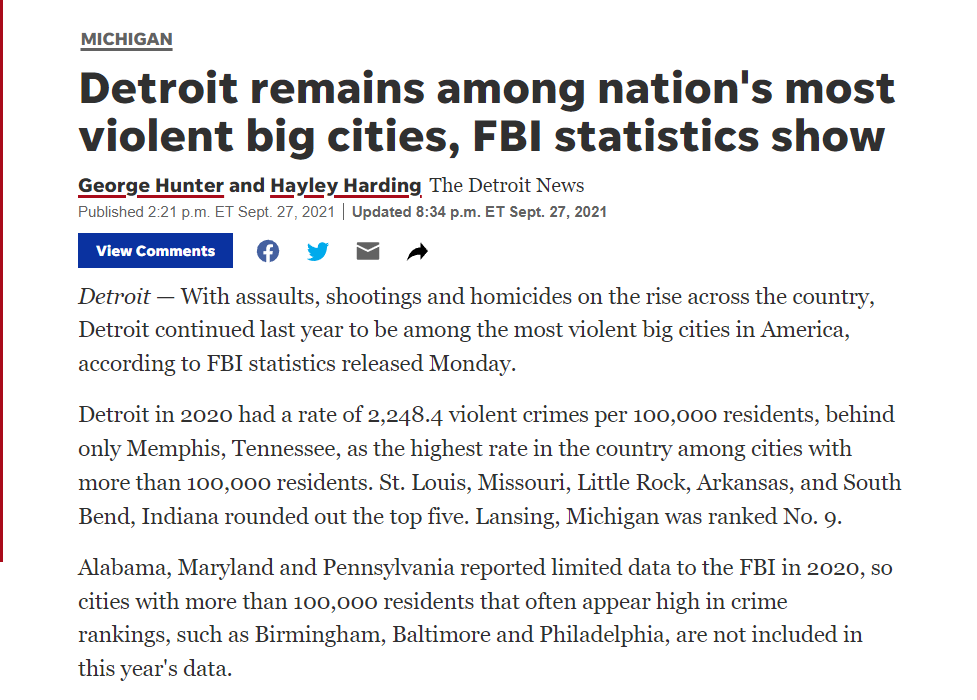 MICHIGAN
Detroit remains among nation's most
violent big cities, FBI statistics show
George Hunter and Hayley Harding The Detroit News
Published 2:21 p.m. ET Sept. 27, 2021 | Updated 8:34 p.m. ET Sept. 27, 2021
View Comments
Detroit — With assaults, shootings and homicides on the rise across the country,
Detroit continued last year to be among the most violent big cities in America,
according to FBI statistics released Monday.
Detroit in 2020 had a rate of 2,248.4 violent crimes per 100,000 residents, behind
only Memphis, Tennessee, as the highest rate in the country among cities with
more than 100,000 residents. St. Louis, Missouri, Little Rock, Arkansas, and South
Bend, Indiana rounded out the top five. Lansing, Michigan was ranked No. 9.
Alabama, Maryland and Pennsylvania reported limited data to the FBI in 2020, so
cities with more than 100,000 residents that often appear high in crime
rankings, such as Birmingham, Baltimore and Philadelphia, are not included in
this year's data.